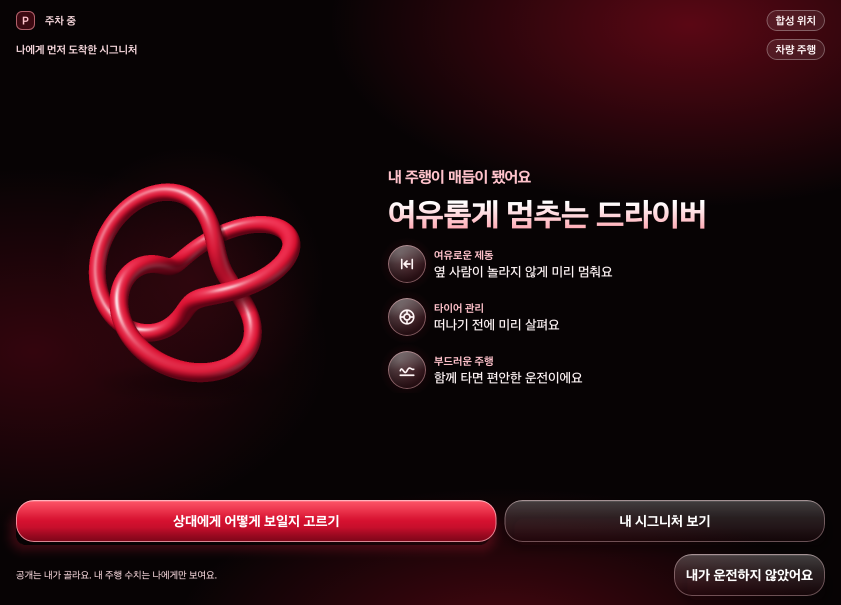 P 주차 중
합성 위치
나에게 먼저 도착한 시그니처
차량 주행
내 주행이 매듭이 됐어요
여유롭게 멈추는 드라이버
여유로운 제동
옆 사람이 놀라지 않게 미리 멈춰요
타이어 관리
떠나기 전에 미리 살펴요
부드러운 주행
함께 타면 편안한 운전이에요
상대에게 어떻게 보일지 고르기
내 시그니처 보기
공개는 내가 골라요. 내 주행 수치는 나에게만 보여요.
내가 운전하지 않았어요